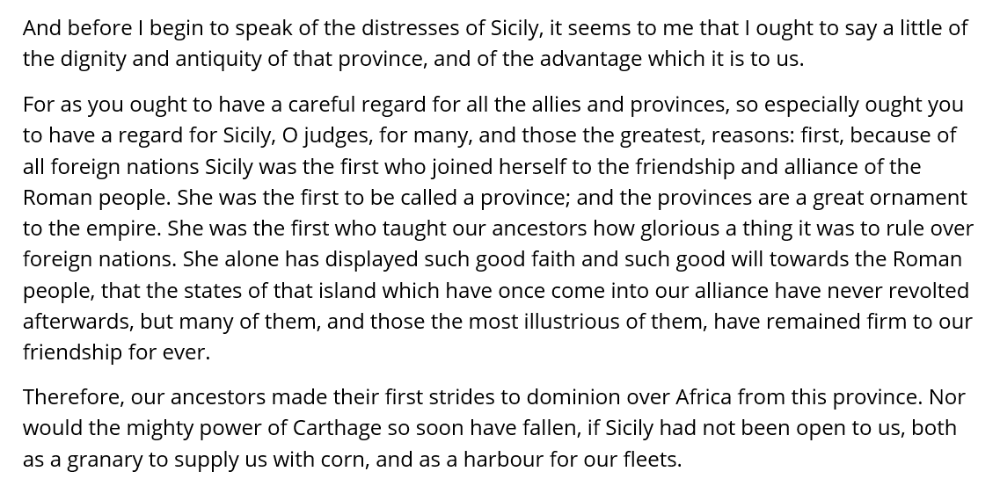 And before I begin to speak of the distresses of Sicily, it seems to me that I ought to say a little of
the dignity and antiquity of that province, and of the advantage which it is to us.
For as you ought to have a careful regard for all the allies and provinces, so especially ought you
to have a regard for Sicily, O judges, for many, and those the greatest, reasons: first, because of
all foreign nations Sicily was the first who joined herself to the friendship and alliance of the
Roman people. She was the first to be called a province; and the provinces are a great ornament
to the empire. She was the first who taught our ancestors how glorious a thing it was to rule over
foreign nations. She alone has displayed such good faith and such good will towards the Roman
people, that the states of that island which have once come into our alliance have never revolted
afterwards, but many of them, and those the most illustrious of them, have remained firm to our
friendship for ever.
Therefore, our ancestors made their first strides to dominion over Africa from this province. Nor
would the mighty power of Carthage so soon have fallen, if Sicily had not been open to us, both
as a granary to supply us with corn, and as a harbour for our fleets.